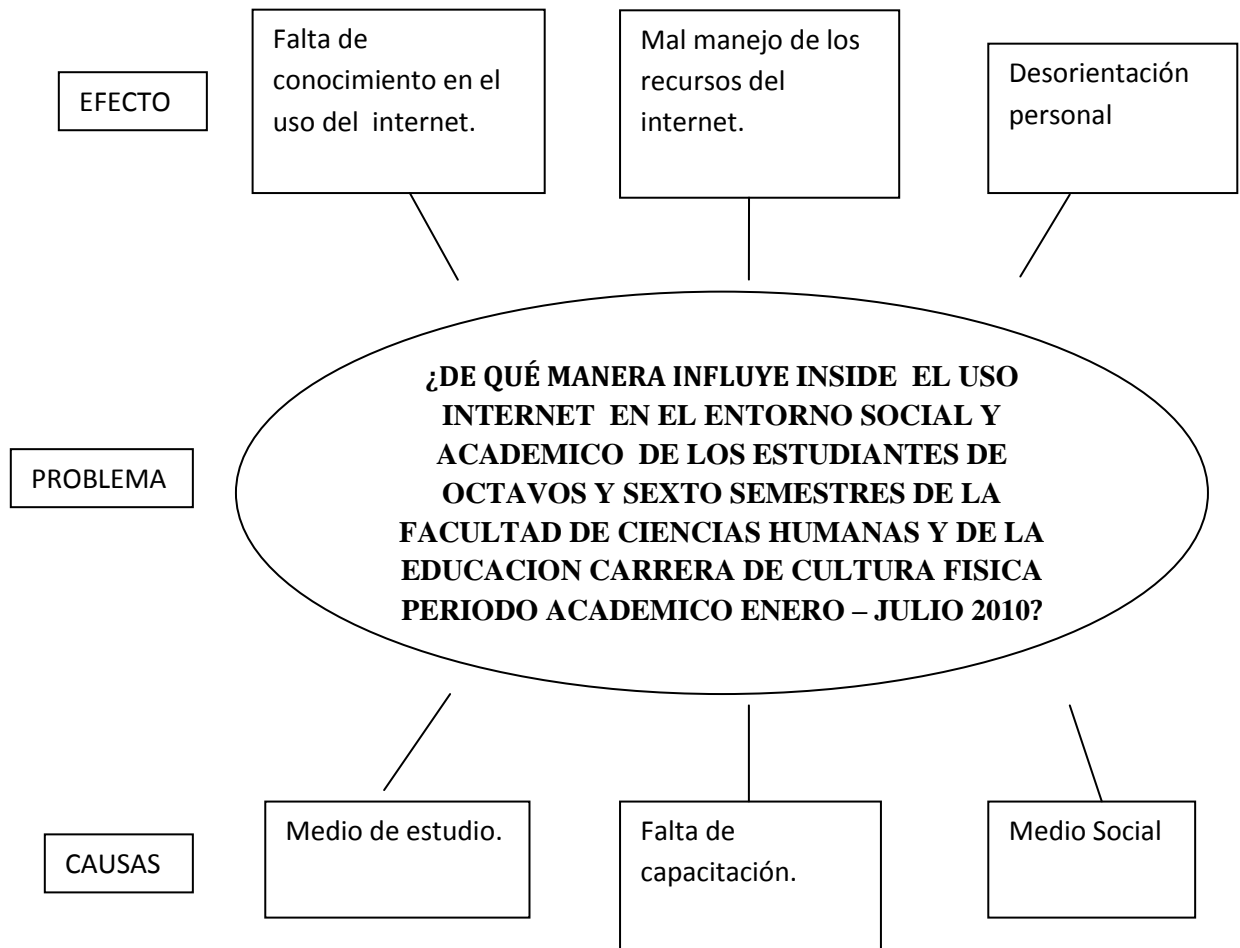 EFECTO
Falta de
conocimiento en el
uso del internet.
Mal manejo de los
recursos del
internet.
Desorientación
personal
PROBLEMA
¿DE QUÉ MANERA INFLUYE INSIDE EL USO
INTERNET EN EL ENTORNO SOCIAL Y
ACADEMICO DE LOS ESTUDIANTES DE
OCTAVOS Y SEXTO SEMESTRES DE LA
FACULTAD DE CIENCIAS HUMANAS Y DE LA
EDUCACION CARRERA DE CULTURA FISICA
PERIODO ACADEMICO ENERO – JULIO 2010?
CAUSAS
Medio de estudio.
Falta de
capacitación.
Medio Social